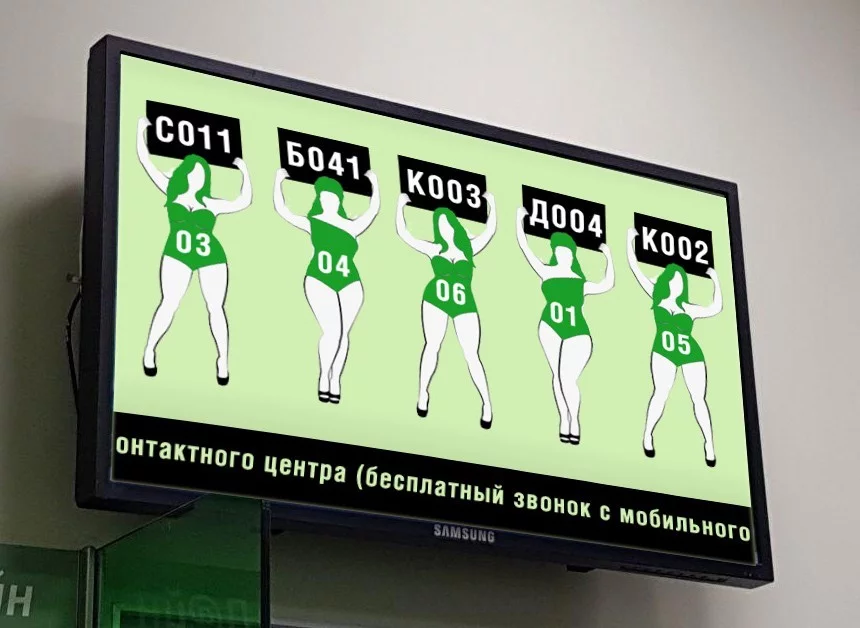 С011
Б041
К003
Д004
К002
03
04
06
01
05
онтактного центра (бесплатный звонок с мобильного
SAMSUNG